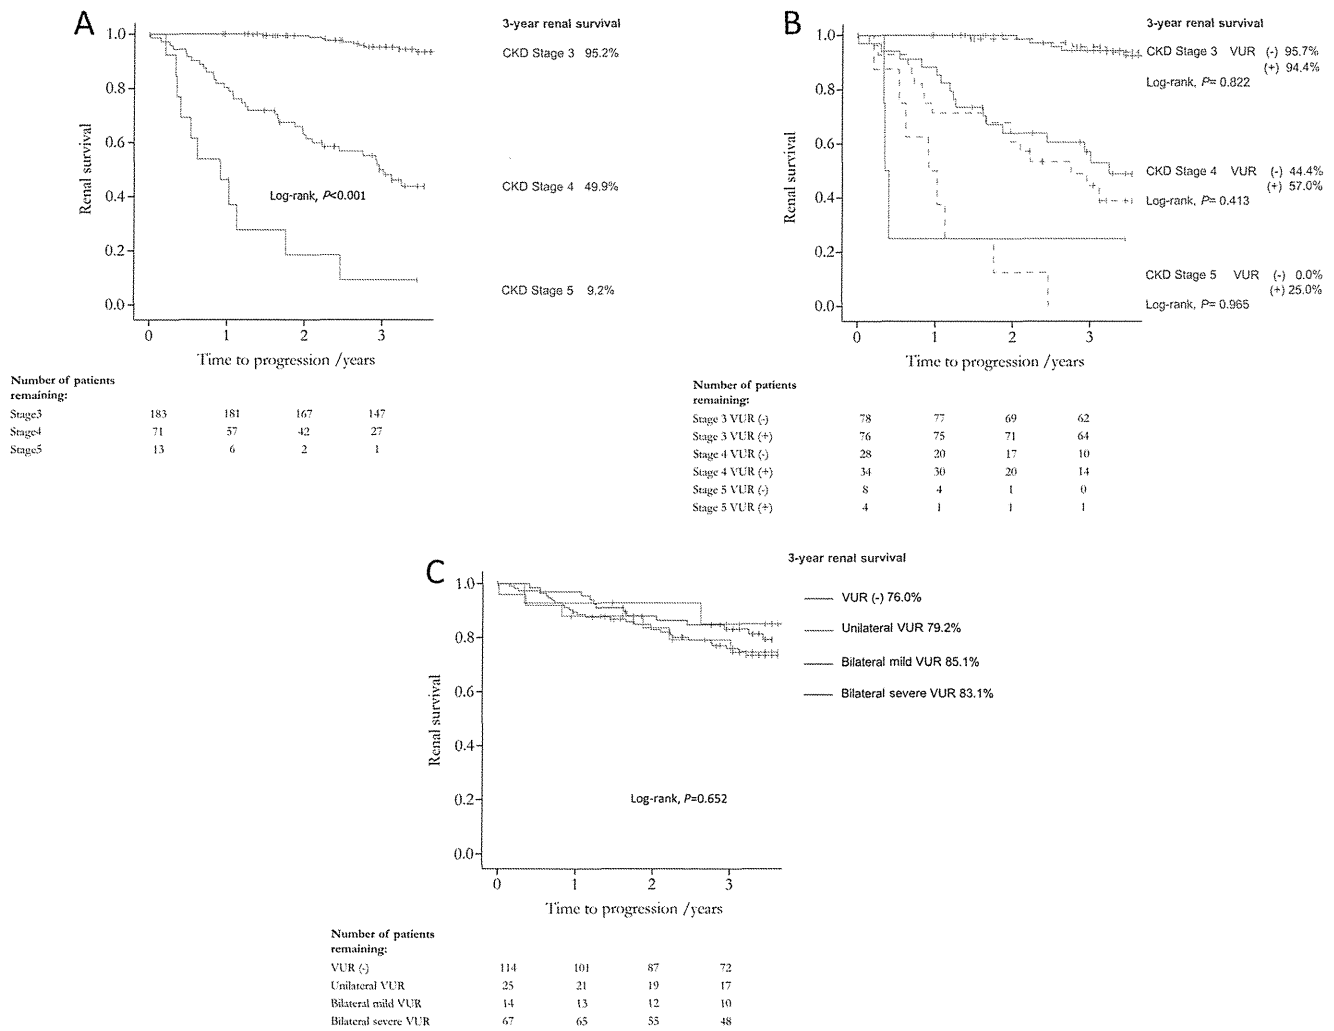 A
3-year renal survival
CKD Stage 3 95.2%
CKD Stage 4 49.9%
CKD Stage 5 9.2%
Log-rank, P<0.001
Renal survival
1.0
0.8
0.6
0.4
0.2
0.0
0 1 2 3
Time to progression /years
Number of patients
remaining:
Stage3 183 181 167 147
Stage4 71 57 42 27
Stage5 13 6 2 1
B
3-year renal survival
CKD Stage 3 VUR (-) 95.7%
(+) 94.4%
Log-rank, P= 0.822
CKD Stage 4 VUR (-) 44.4%
(+) 57.0%
Log-rank, P= 0.413
CKD Stage 5 VUR (-) 0.0%
(+) 25.0%
Log-rank, P= 0.965
Renal survival
1.0
0.8
0.6
0.4
0.2
0.0
0 1 2 3
Time to progression /years
Number of patients
remaining:
Stage 3 VUR (-) 78 77 69 62
Stage 3 VUR (+) 76 75 71 64
Stage 4 VUR (-) 28 20 17 10
Stage 4 VUR (+) 34 30 20 14
Stage 5 VUR (-) 8 4 1 0
Stage 5 VUR (+) 4 1 1 1
C
3-year renal survival
VUR (-) 76.0%
Unilateral VUR 79.2%
Bilateral mild VUR 85.1%
Bilateral severe VUR 83.1%
Log-rank, P=0.652
Renal survival
1.0
0.8
0.6
0.4
0.2
0.0
0 1 2 3
Time to progression /years
Number of patients
remaining:
VUR (-) 114 101 87 72
Unilateral VUR 25 21 19 17
Bilateral mild VUR 14 13 12 10
Bilateral severe VUR 67 65 55 48